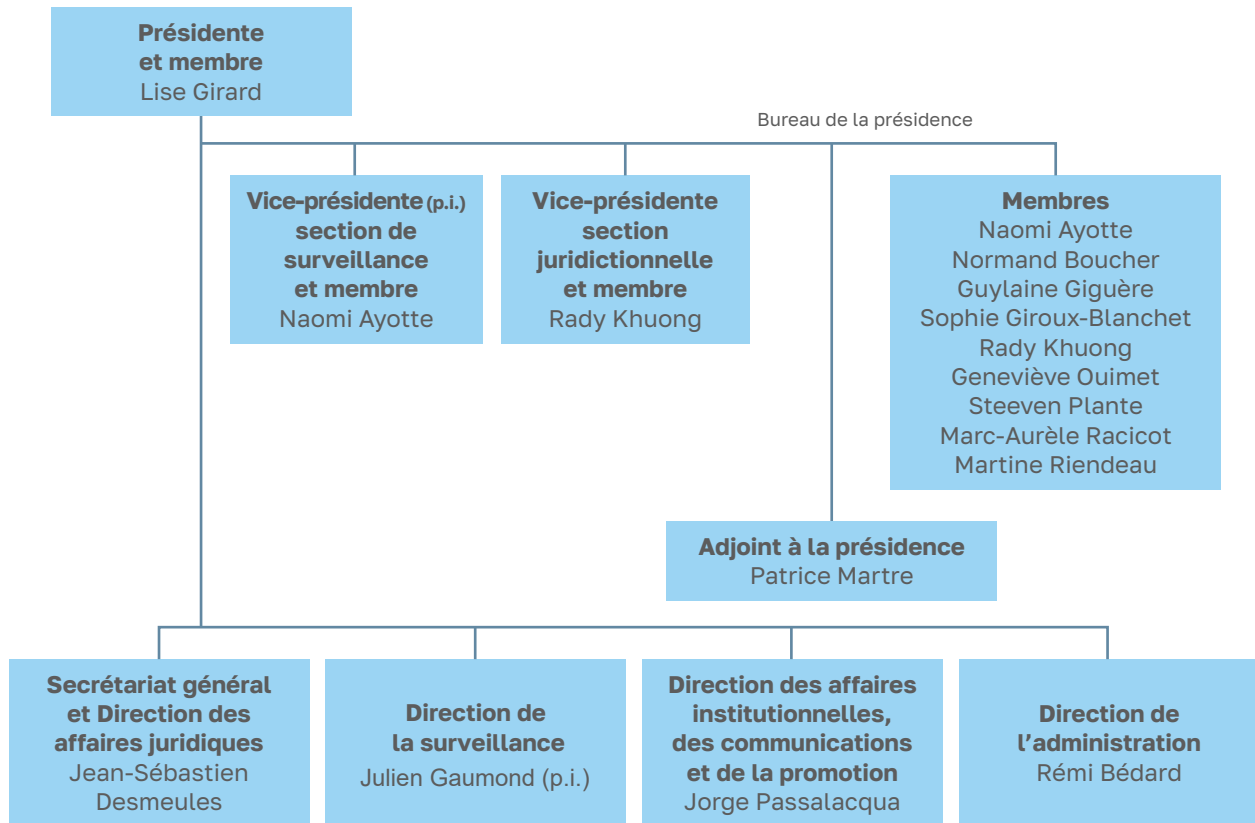 Présidente
et membre
Lise Girard
Bureau de la présidence
Vice-présidente (p.i.)
section de
surveillance
et membre
Naomi Ayotte
Vice-présidente
section
juridictionnelle
et membre
Rady Khuong
Membres
Naomi Ayotte
Normand Boucher
Guylaine Giguère
Sophie Giroux-Blanchet
Rady Khuong
Geneviève Ouimet
Steeven Plante
Marc-Aurèle Racicot
Martine Riendeau
Adjoint à la présidence
Patrice Martre
Secrétariat général
et Direction des
affaires juridiques
Jean-Sébastien
Desmeules
Direction de
la surveillance
Julien Gaumond (p.i.)
Direction des affaires
institutionnelles,
des communications
et de la promotion
Jorge Passalacqua
Direction de
l’administration
Rémi Bédard